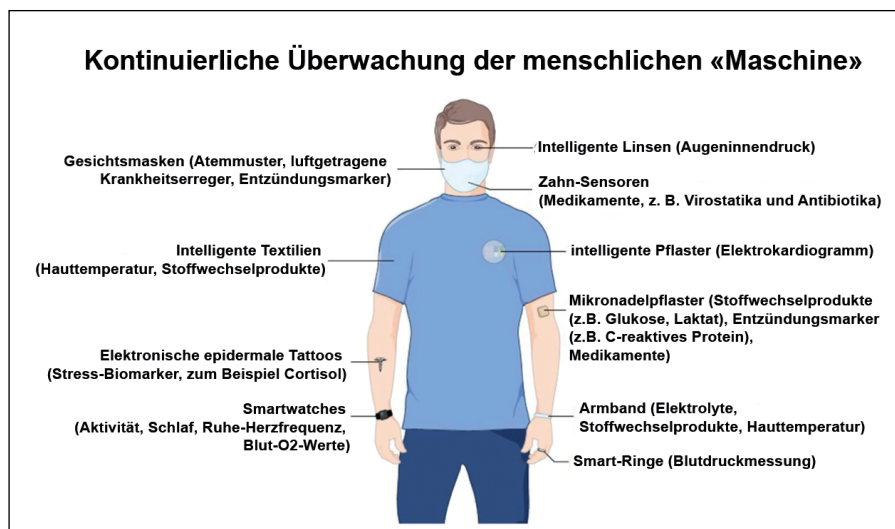 Kontinuierliche Überwachung der menschlichen «Maschine»
Gesichtsmasken (Atemmuster, luftgetragene
Krankheitserreger, Entzündungsmarker)
Intelligente Linsen (Augeninnendruck)
Zahn-Sensoren
(Medikamente, z. B. Virostatika und Antibiotika)
Intelligente Textilien
(Hauttemperatur, Stoffwechselprodukte)
intelligente Pflaster (Elektrokardiogramm)
Mikronadelpflaster (Stoffwechselprodukte
(z.B. Glukose, Laktat), Entzündungsmarker
(z.B. C-reaktives Protein),
Medikamente)
Elektronische epidermale Tattoos
(Stress-Biomarker, zum Beispiel Cortisol)
Smartwatches
(Aktivität, Schlaf, Ruhe-Herzfrequenz,
Blut-O2-Werte)
Armband (Elektrolyte,
Stoffwechselprodukte, Hauttemperatur)
Smart-Ringe (Blutdruckmessung)